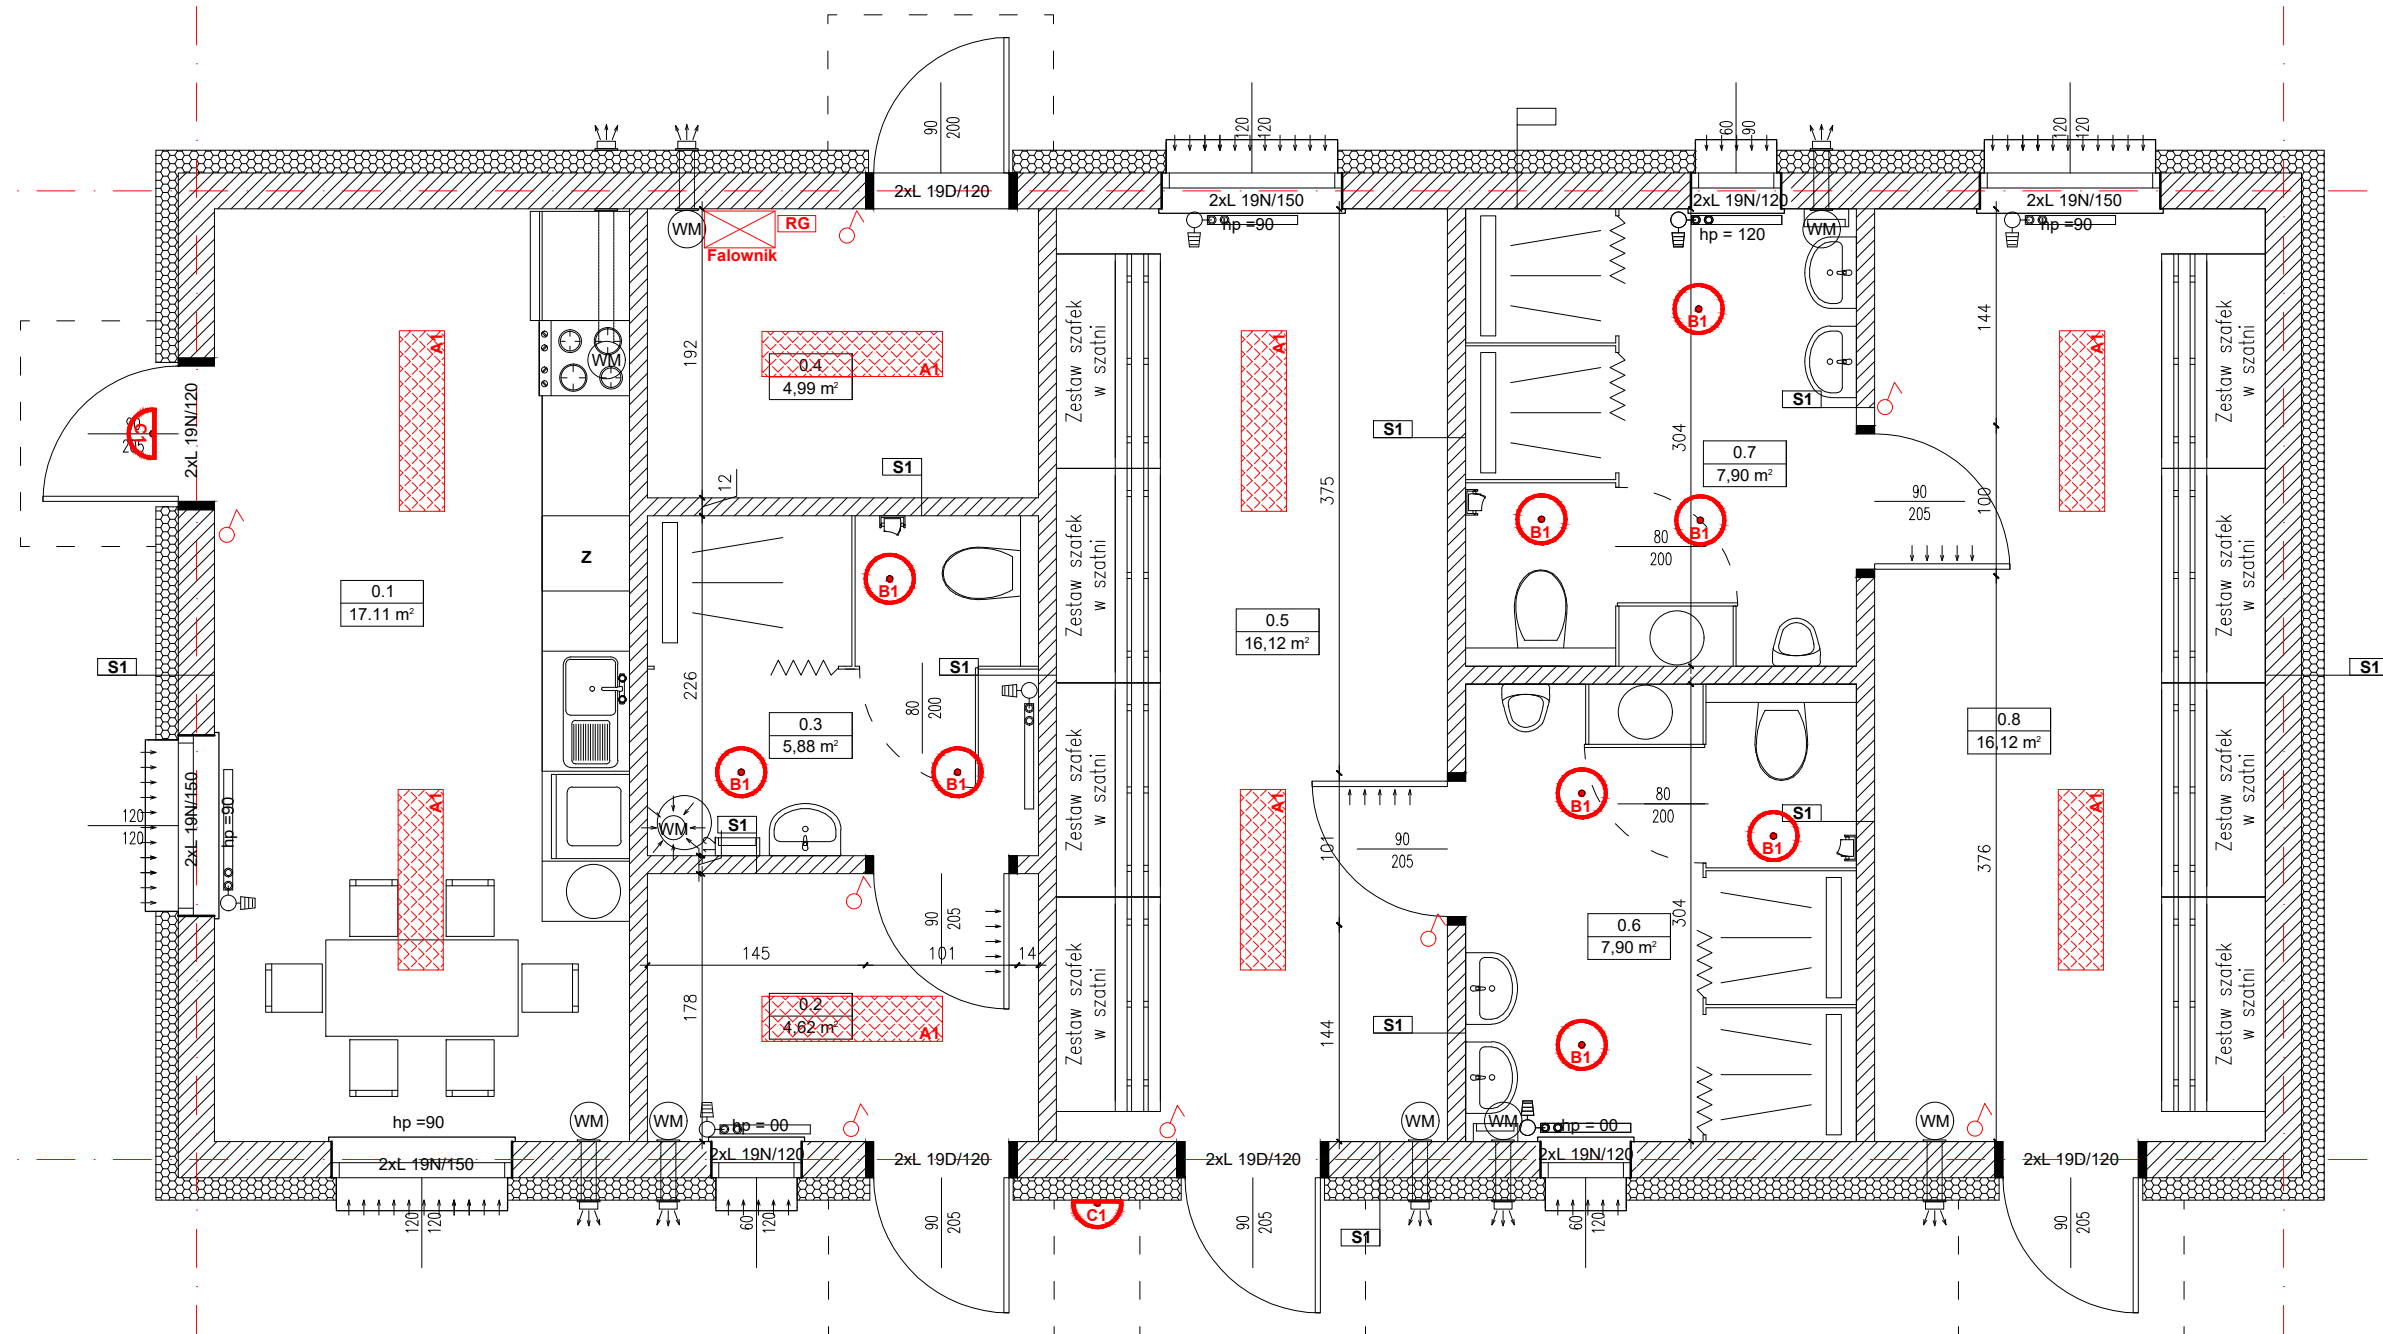 90
200
120
120
60
90
120
120
2xL 19D/120
2xL 19N/150
2xL 19N/120
2xL 19N/150
WM
RG
Falownik
hp =90
hp = 120
WM
hp =90
A1
192
0.4
4,99 m²
A1
Zestaw szafek
w szatni
A1
B1
144
Zestaw szafek
w szatni
A1
WM
2xL 19N/120
C1
205
S1
12
S1
S1
304
0.7
7,90 m²
375
90
205
100
Z
B1
B1
B1
80
200
Zestaw szafek
w szatni
Zestaw szafek
w szatni
0.1
17.11 m²
0.5
16,12 m²
S1
S1
S1
226
80
200
0.3
5,88 m²
0.8
16,12 m²
B1
B1
B1
80
200
B1
S1
120
120
2xL 19N/150
hp =90
A1
WM
S1
Zestaw szafek
w szatni
A1
101
90
205
376
A1
Zestaw szafek
w szatni
90
205
145
101
14
0.6
7,90 m²
304
Zestaw szafek
w szatni
Zestaw szafek
w szatni
178
0.2
4,62 m²
A1
S1
144
B1
hp =90
WM
WM
hp = 00
WM
WM
hp = 00
WM
2xL 19N/150
2xL 19N/120
2xL 19D/120
2xL 19D/120
2xL 19N/120
2xL 19D/120
120
120
60
120
90
205
C1
90
205
S1
60
120
90
205